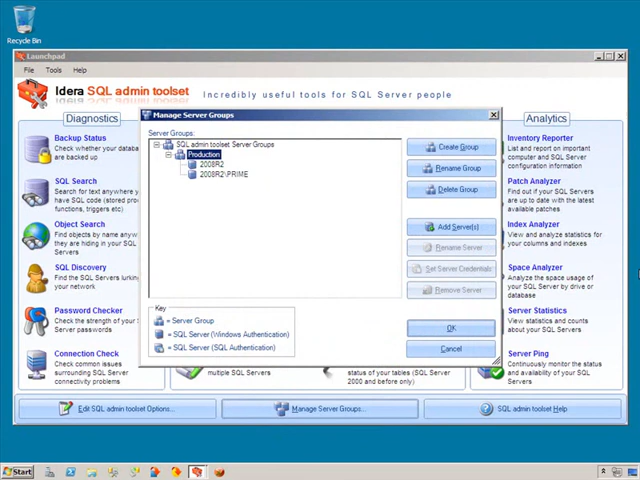 Recycle Bin
Launchpad
File Tools Help
Idera SQL admin toolset Incredibly useful tools for SQL Server people
Diagnostics
Backup Status
Check whether your databa
are backed up
SQL Search
Search for text anywhere y
have SQL code (stored pro
functions, triggers etc)
Object Search
Find objects by name anyw
they are hiding in your SQL
Servers
SQL Discovery
Find the SQL Servers lurkin
your network
Password Checker
Check the strength of your
Server passwords
Connection Check
Check common issues
surrounding SQL Server
connectivity problems
Manage Server Groups
Server Groups:
SQL admin toolset Server Groups
Production
2008R2
2008R2\PRIME
Create Group
Rename Group
Delete Group
Add Server(s)
Rename Server
Set Server Credentials
Remove Server
Key
= Server Group
= SQL Server (Windows Authentication)
= SQL Server (SQL Authentication)
OK
Cancel
multiple SQL Servers
status of your tables (SQL Server
2000 and before only)
Analytics
Inventory Reporter
List and report on important
computer and SQL Server
configuration information
Patch Analyzer
Find out if your SQL Servers
are up to date with the latest
available patches
Index Analyzer
View and analyze statistics for
your columns and indexes
Space Analyzer
Analyze the space usage of
your SQL Server by drive or
database
Server Statistics
View statistics and counts
about your SQL Server
Server Ping
Continuously monitor the status
and availability of your SQL
Servers
Edit SQL admin toolset Options...
Manage Server Groups...
SQL admin toolset Help
Start